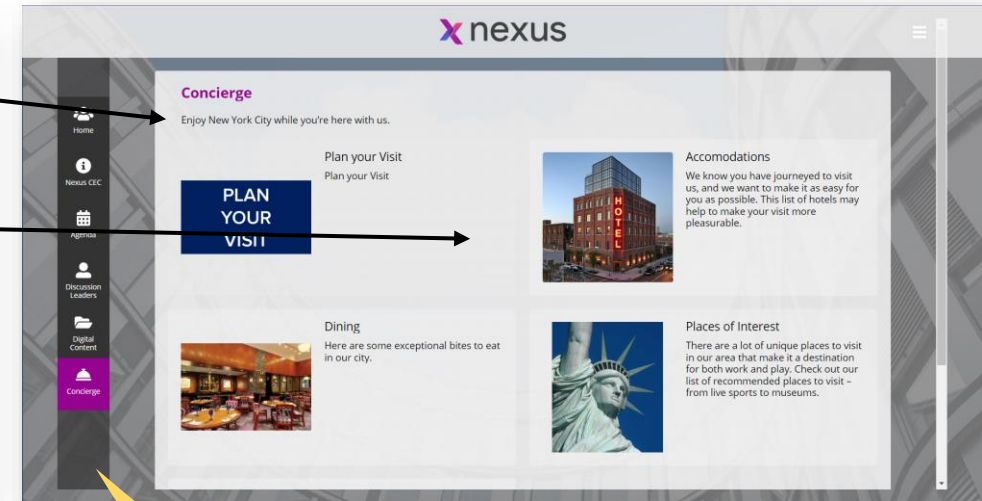 nexus
Home
Nexus CEC
Agenda
Discussion
Leaders
Digital
Content
Concierge
Concierge
Enjoy New York City while you're here with us.
Plan your Visit
Plan your Visit
PLAN
YOUR
VISIT
Accomodations
We know you have journeyed to visit
us, and we want to make it as easy for
you as possible. This list of hotels may
help to make your visit more
pleasurable.
HOTEL
Dining
Here are some exceptional bites to eat
in our city.
Places of Interest
There are a lot of unique places to visit
in our area that make it a destination
for both work and play. Check out our
list of recommended places to visit –
from live sports to museums.